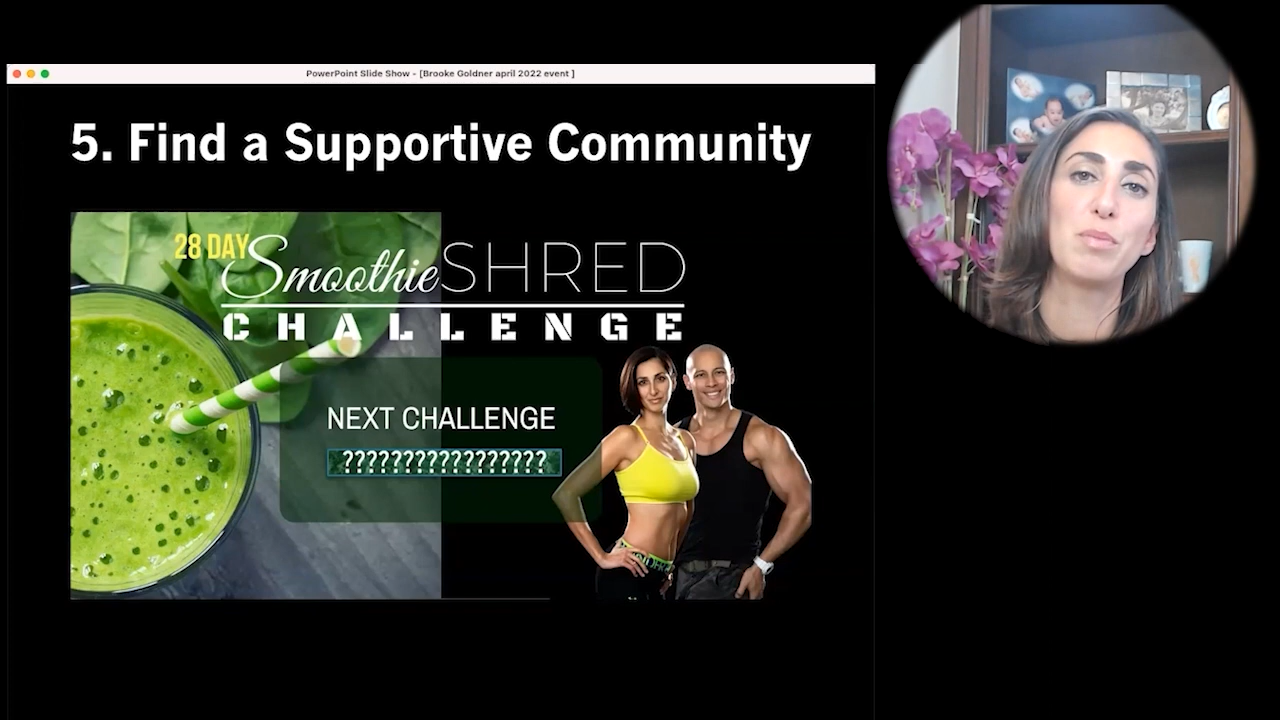 PowerPoint Slide Show - [Brooke Goldner april 2022 event ]
5. Find a Supportive Community
28 DAY
Smoothie SHRED
CHALLENGE
NEXT CHALLENGE
?????????????????